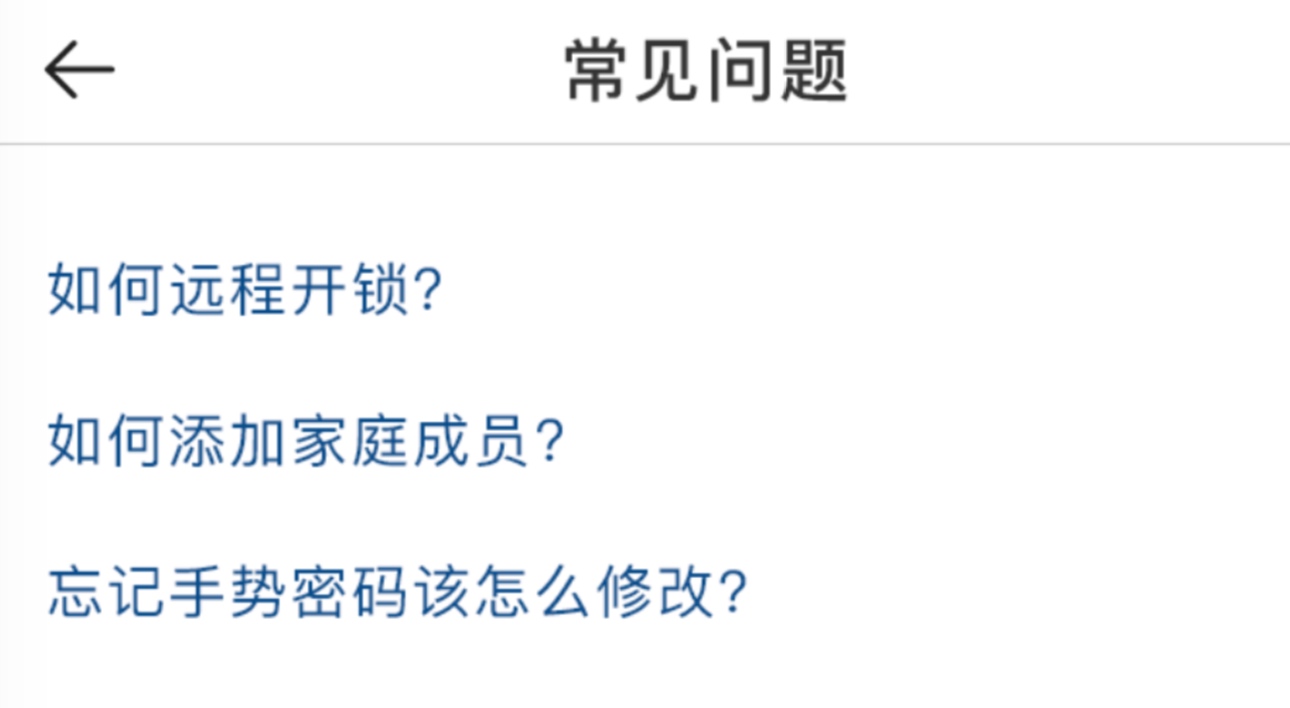 常见问题
如何远程开锁?
如何添加家庭成员?
忘记手势密码该怎么修改?